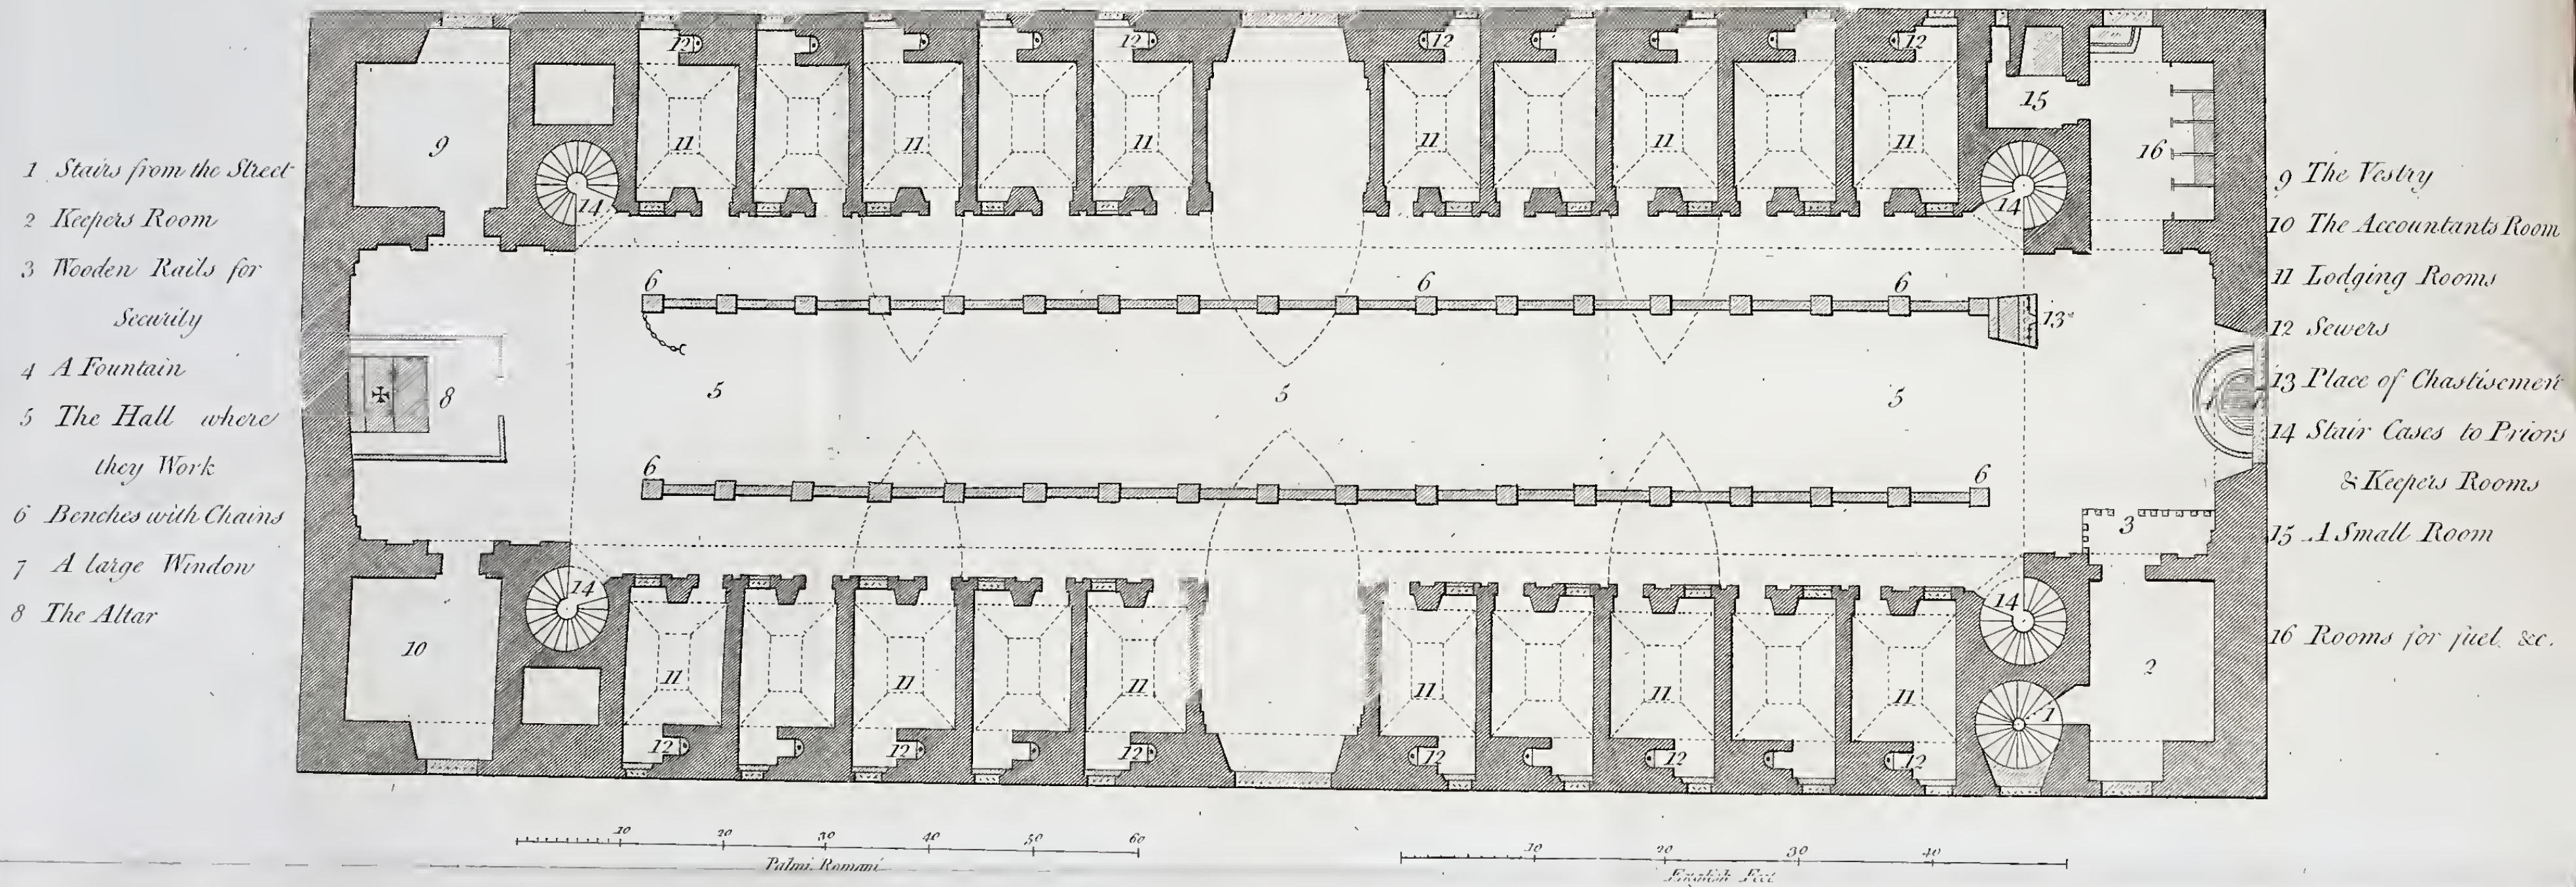 1 Stairs from the Street
2 Keepers Room
3 Wooden Rails for
Security
4 A Fountain
5 The Hall where
they Work
6 Benches with Chains
7 A large Window
8 The Altar
12 12 12 12
9 11 11 11 11 11 11 15 16
14 14
6 6 6 13
8 5 5 5
6 6
3
14 14
10 11 11 11 11 11 11 2
1
12 12 12 12 12 12
9 The Vestry
10 The Accountants Room
11 Lodging Rooms
12 Sewers
13 Place of Chastisement
14 Stair Cases to Priors
& Keepers Rooms
15 A Small Room
16 Rooms for fuel &c.
10 20 30 40 50 60
Palmi Romani
10 20 30 40
English Feet